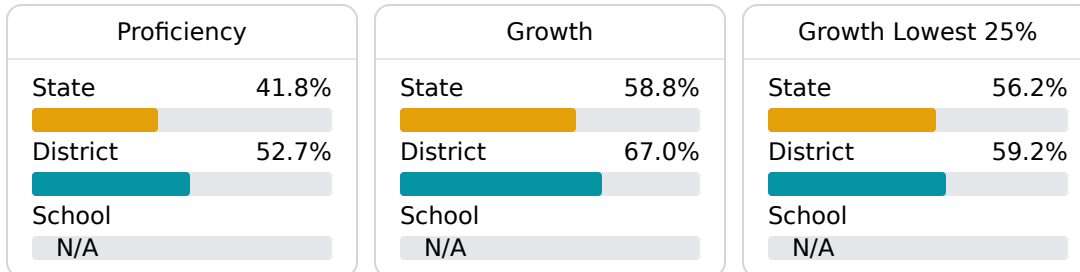 Proficiency
State 41.8%
District 52.7%
School
N/A
Growth
State 58.8%
District 67.0%
School
N/A
Growth Lowest 25%
State 56.2%
District 59.2%
School
N/A